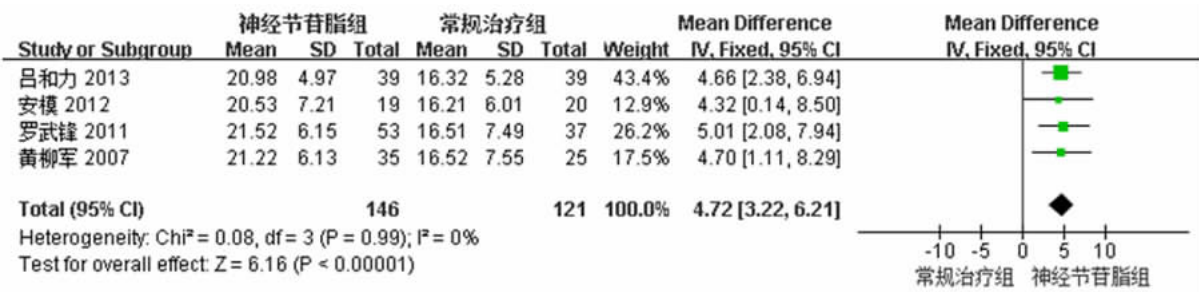 神经节苷脂组 常规治疗组 Mean Difference Mean Difference
Study or Subgroup Mean SD Total Mean SD Total Weight IV, Fixed, 95% CI IV, Fixed, 95% CI
吕和力 2013 20.98 4.97 39 16.32 5.28 39 43.4% 4.66 [2.38, 6.94]
安模 2012 20.53 7.21 19 16.21 6.01 20 12.9% 4.32 [0.14, 8.50]
罗武锋 2011 21.52 6.15 53 16.51 7.49 37 26.2% 5.01 [2.08, 7.94]
黄柳军 2007 21.22 6.13 35 16.52 7.55 25 17.5% 4.70 [1.11, 8.29]
Total (95% CI) 146 121 100.0% 4.72 [3.22, 6.21]
Heterogeneity: Chi² = 0.08, df = 3 (P = 0.99); I² = 0%
Test for overall effect: Z = 6.16 (P < 0.00001)
-10 -5 0 5 10
常规治疗组 神经节苷脂组